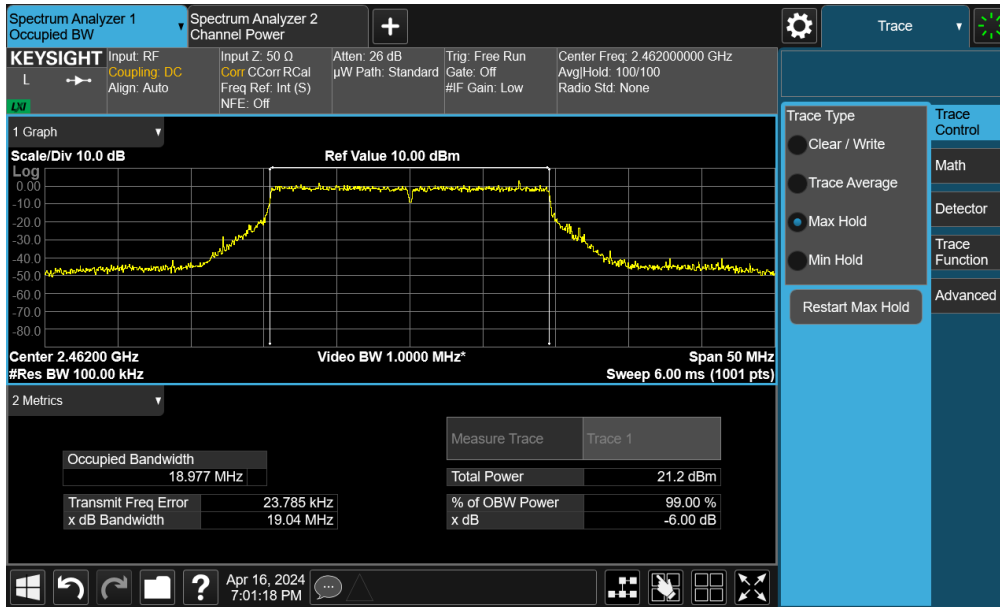 Spectrum Analyzer 1
Occupied BW
Spectrum Analyzer 2
Channel Power
Trace
KEYSIGHT
L
LXI
Input: RF
Coupling: DC
Align: Auto
Input Z: 50 Ω
Corr CCorr RCal
Freq Ref: Int (S)
NFE: Off
Atten: 26 dB
µW Path: Standard
Trig: Free Run
Gate: Off
#IF Gain: Low
Center Freq: 2.462000000 GHz
Avg|Hold: 100/100
Radio Std: None
1 Graph
Scale/Div 10.0 dB
Ref Value 10.00 dBm
Log
0.00
-10.0
-20.0
-30.0
-40.0
-50.0
-60.0
-70.0
-80.0
Center 2.46200 GHz
Video BW 1.0000 MHz*
Span 50 MHz
#Res BW 100.00 kHz
Sweep 6.00 ms (1001 pts)
2 Metrics
Measure Trace
Trace 1
Occupied Bandwidth
18.977 MHz
Total Power
21.2 dBm
Transmit Freq Error
23.785 kHz
% of OBW Power
99.00 %
x dB Bandwidth
19.04 MHz
x dB
-6.00 dB
Trace Type
Clear / Write
Trace Average
Max Hold
Min Hold
Restart Max Hold
Trace
Control
Math
Detector
Trace
Function
Advanced
?
Apr 16, 2024
7:01:18 PM